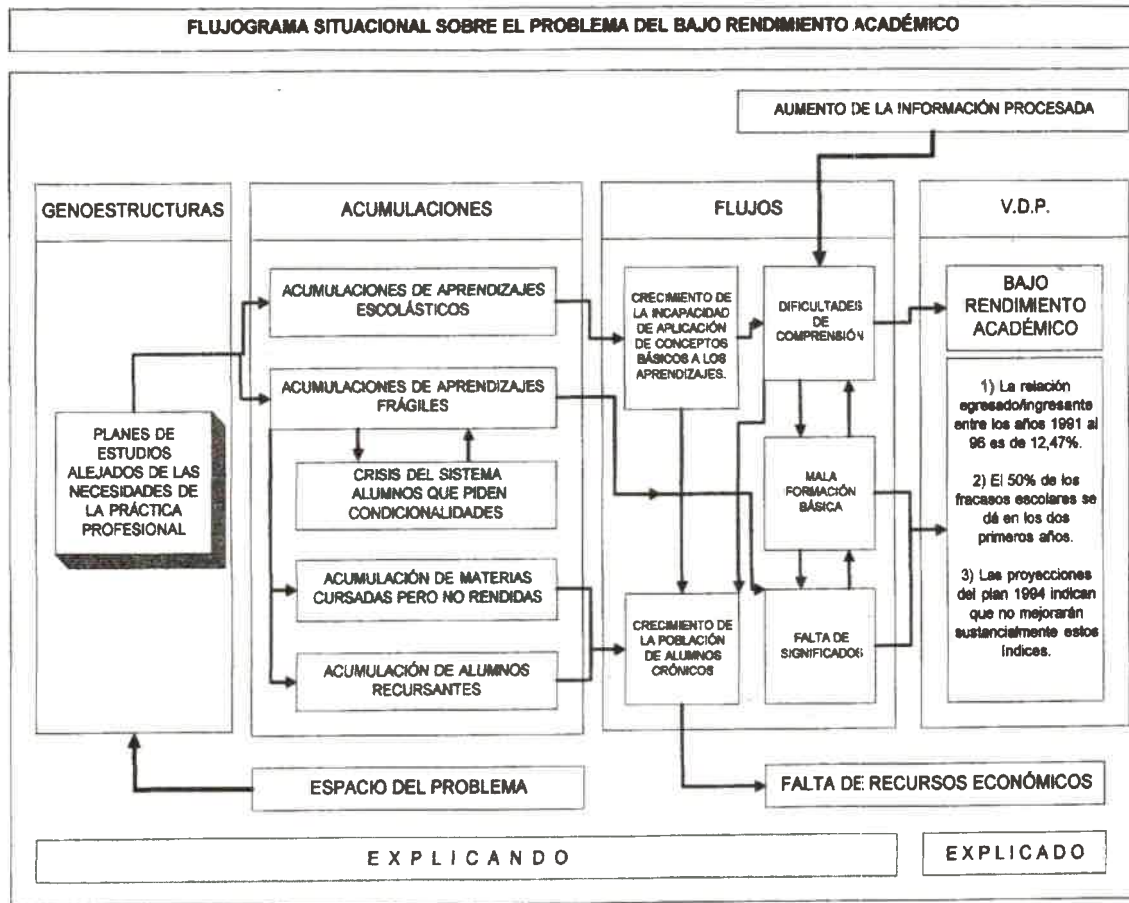 FLUJOGRAMA SITUACIONAL SOBRE EL PROBLEMA DEL BAJO RENDIMIENTO ACADÉMICO
AUMENTO DE LA INFORMACIÓN PROCESADA
GENOESTRUCTURAS
PLANES DE
ESTUDIOS
ALEJADOS DE LAS
NECESIDADES DE
LA PRÁCTICA
PROFESIONAL
ACUMULACIONES
ACUMULACIONES DE APRENDIZAJES
ESCOLÁSTICOS
ACUMULACIONES DE APRENDIZAJES
FRÁGILES
CRISIS DEL SISTEMA
ALUMNOS QUE PIDEN
CONDICIONALIDADES
ACUMULACIÓN DE MATERIAS
CURSADAS PERO NO RENDIDAS
ACUMULACIÓN DE ALUMNOS
RECURSANTES
FLUJOS
CRECIMIENTO DE
LA INCAPACIDAD
DE APLICACIÓN
DE CONCEPTOS
BÁSICOS A LOS
APRENDIZAJES.
DIFICULTADES
DE
COMPRENSIÓN
MALA
FORMACIÓN
BÁSICA
CRECIMIENTO DE
LA POBLACIÓN
DE ALUMNOS
CRÓNICOS
FALTA DE
SIGNIFICADOS
V.D.P.
BAJO
RENDIMIENTO
ACADÉMICO
1) La relación
egresado/ingresante
entre los años 1991 al
96 es de 12,47%.
2) El 50% de los
fracasos escolares se
dá en los dos
primeros años.
3) Las proyecciones
del plan 1994 indican
que no mejorarán
sustancialmente estos
índices.
ESPACIO DEL PROBLEMA
FALTA DE RECURSOS ECONÓMICOS
EXPLICANDO
EXPLICADO